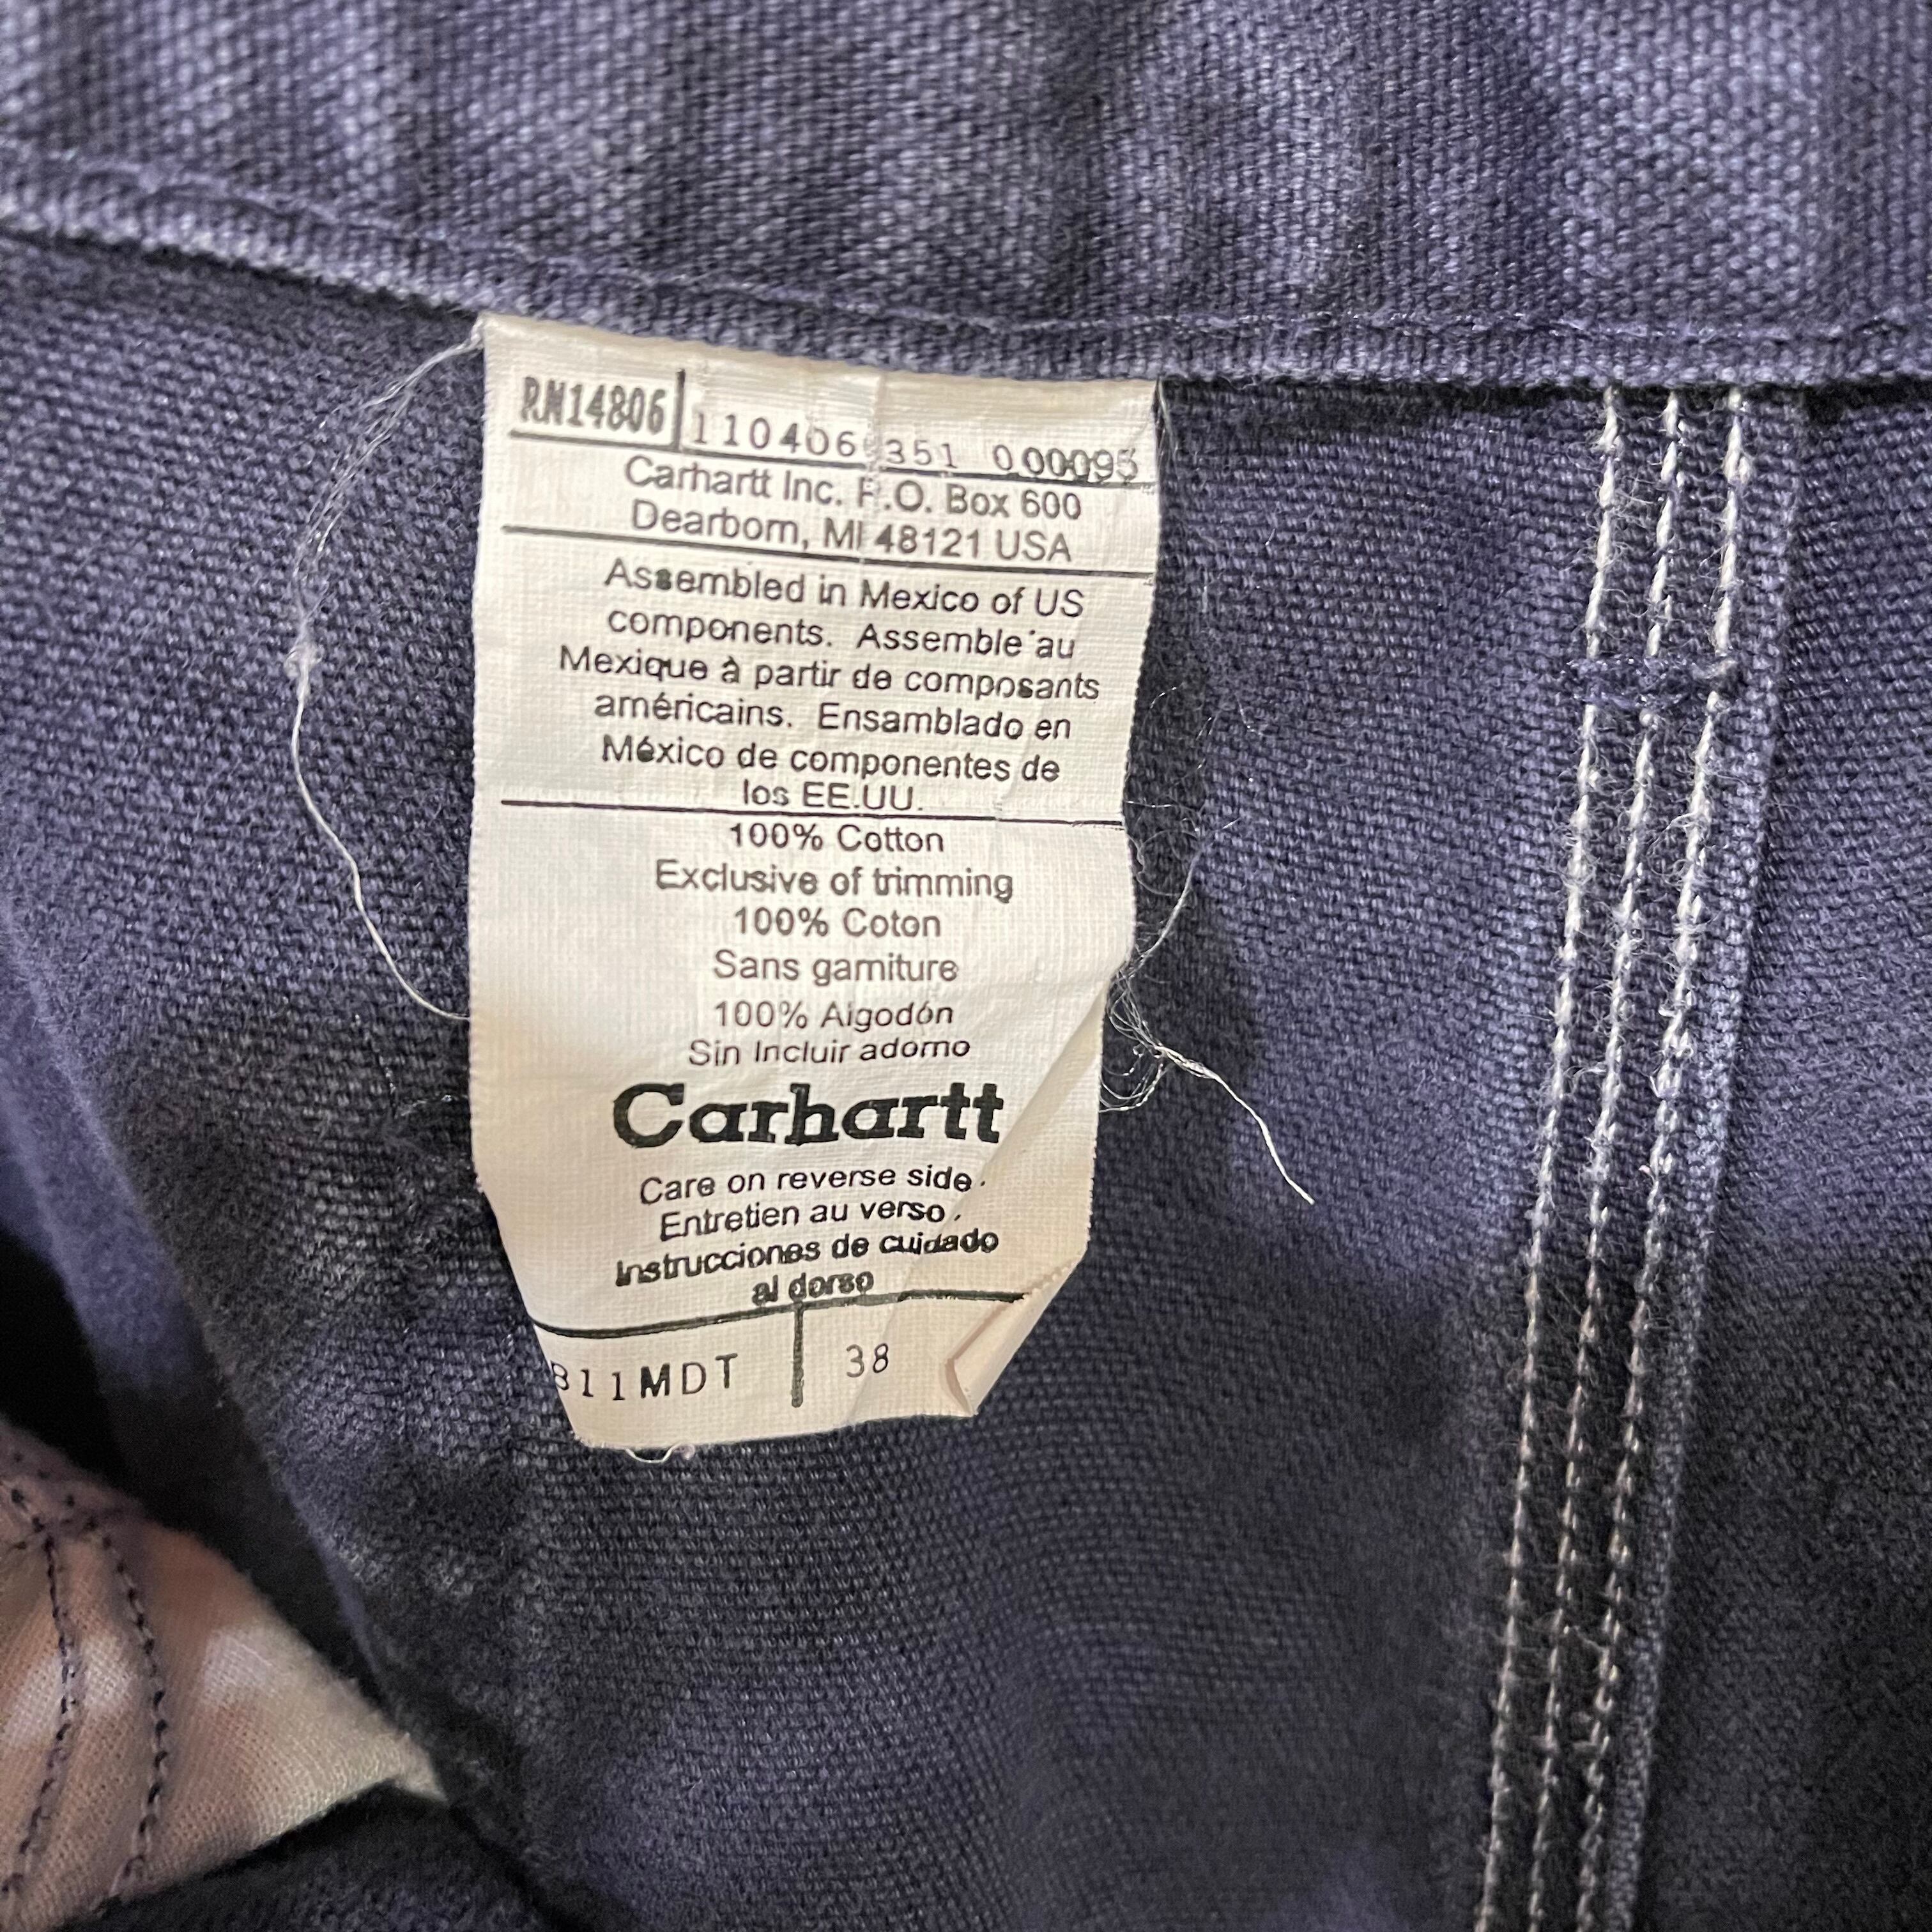 RN14806 110406 351 000095
Carhartt Inc. P.O. Box 600
Dearborn, MI 48121 USA
Assembled in Mexico of US
components. Assemble au
Mexique à partir de composants
américains. Ensamblado en
México de componentes de
los EE.UU.
100% Cotton
Exclusive of trimming
100% Coton
Sans garniture
100% Algodón
Sin Incluir adorno
Carhartt
Care on reverse side.
Entretien au verso.
Instrucciones de cuidado
al dorso
B11MDT 38